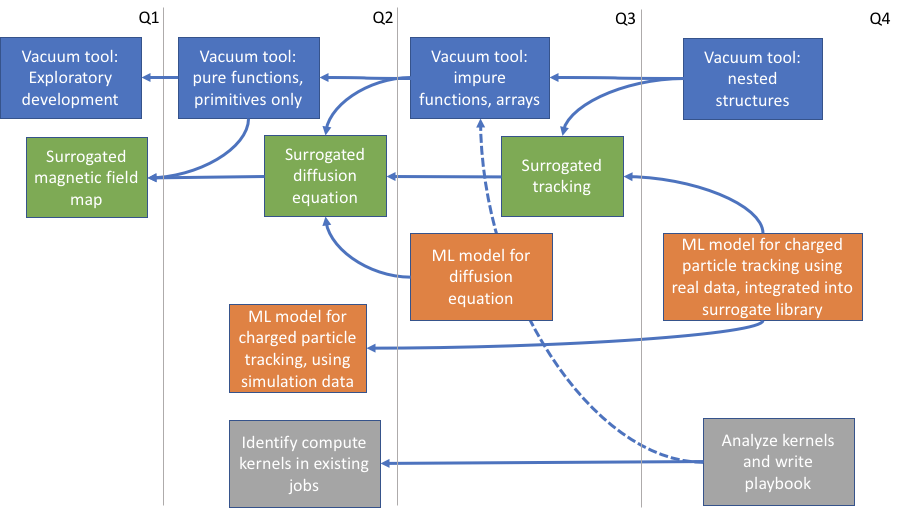 Q1
Q2
Q3
Q4
Vacuum tool:
Exploratory
development
Vacuum tool:
pure functions,
primitives only
Vacuum tool:
impure
functions, arrays
Vacuum tool:
nested
structures
Surrogated
magnetic field
map
Surrogated
diffusion
equation
Surrogated
tracking
ML model for
diffusion
equation
ML model for charged
particle tracking using
real data, integrated into
surrogate library
ML model for
charged particle
tracking, using
simulation data
Identify compute
kernels in existing
jobs
Analyze kernels
and write
playbook